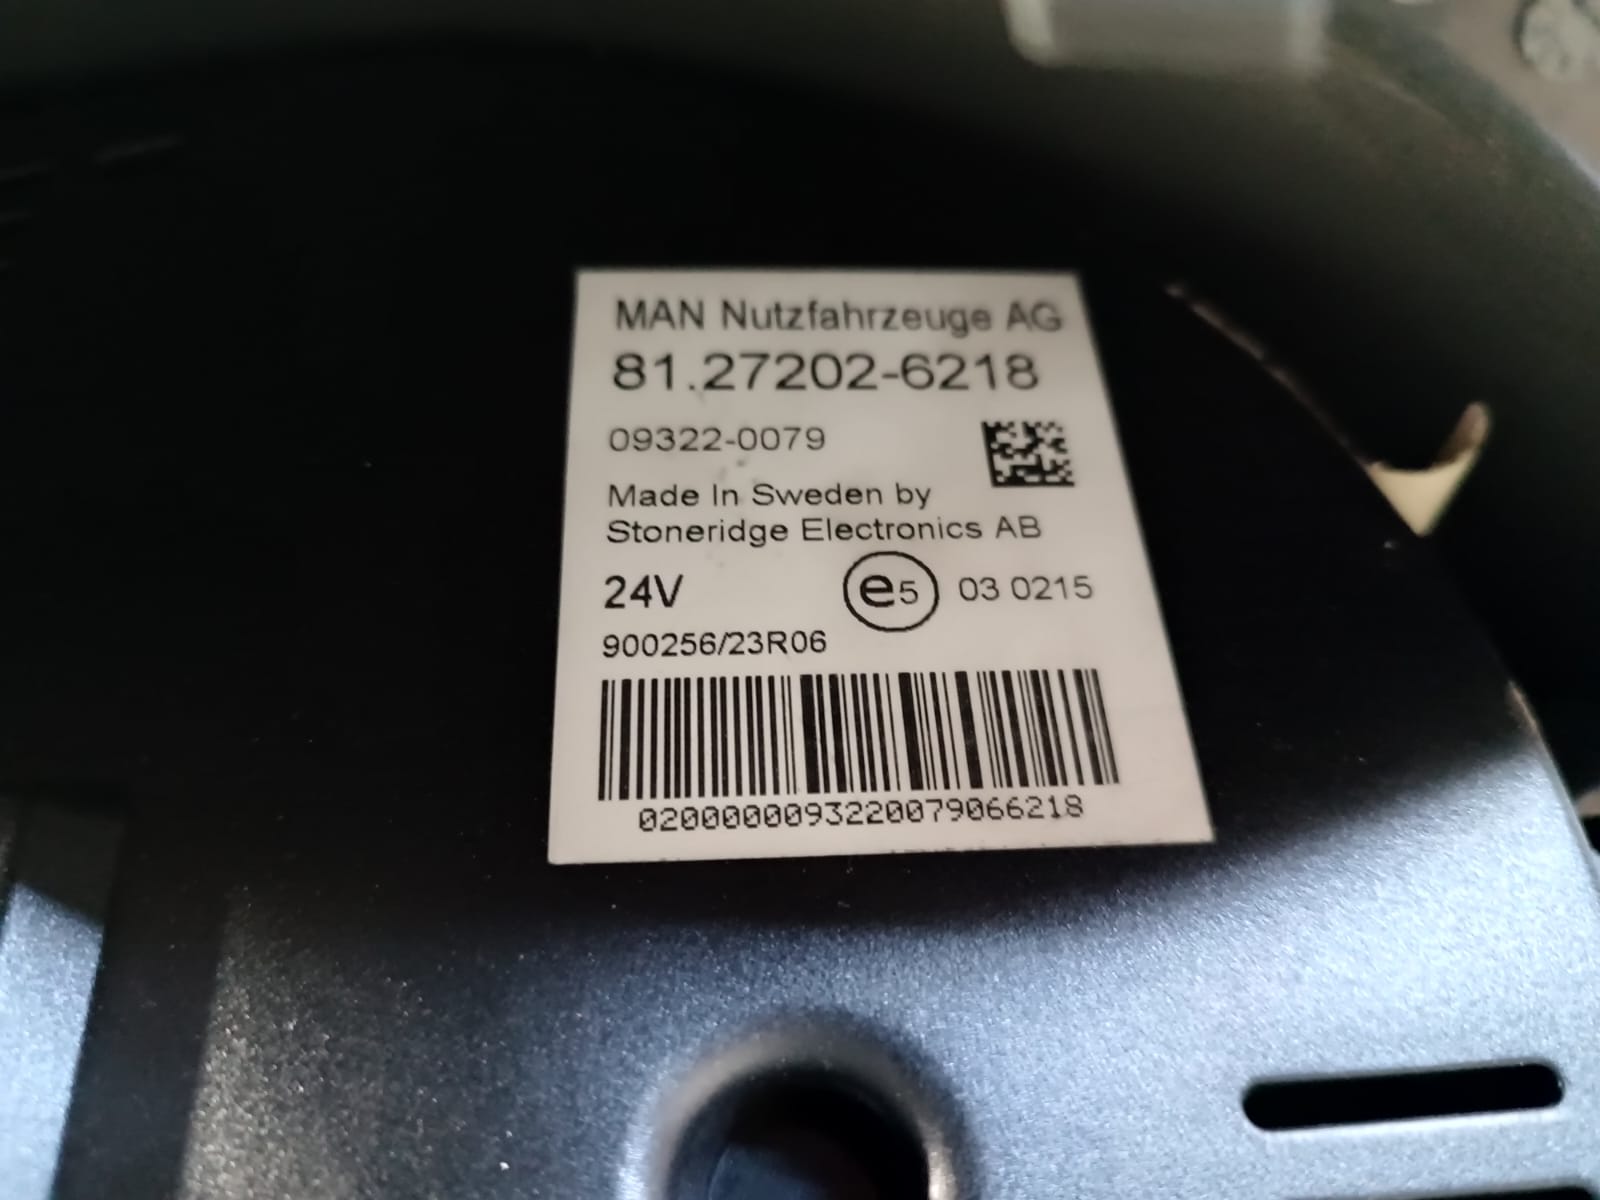 MAN Nutzfahrzeuge AG
81.27202-6218
09322-0079
Made In Sweden by
Stoneridge Electronics AB
24V e5 03 0215
900256/23R06
0200000093220079066218